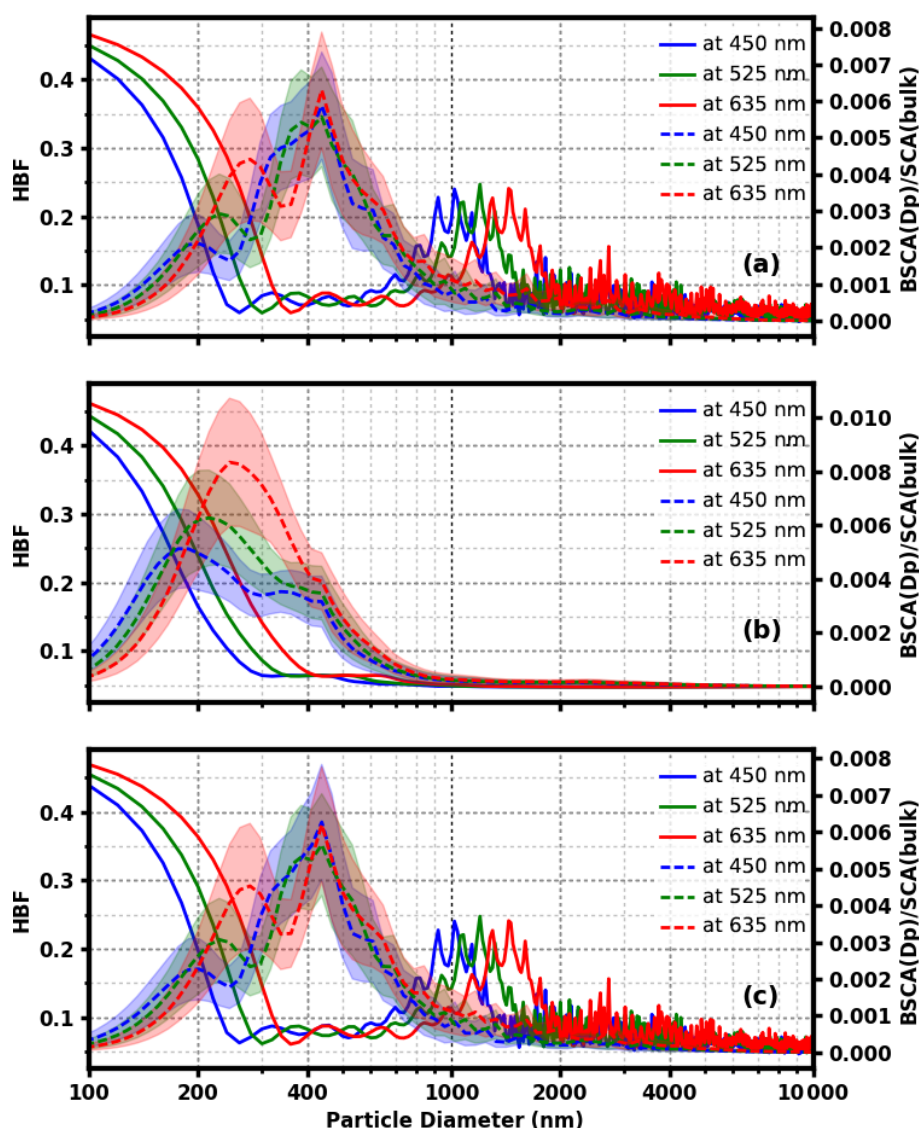 0.4
0.3
0.2
0.1
HBF
at 450 nm
at 525 nm
at 635 nm
at 450 nm
at 525 nm
at 635 nm
(a)
0.008
0.007
0.006
0.005
0.004
0.003
0.002
0.001
0.000
BSCA(Dp)/SCA(bulk)
0.4
0.3
0.2
0.1
HBF
at 450 nm
at 525 nm
at 635 nm
at 450 nm
at 525 nm
at 635 nm
(b)
0.010
0.008
0.006
0.004
0.002
0.000
BSCA(Dp)/SCA(bulk)
0.4
0.3
0.2
0.1
HBF
at 450 nm
at 525 nm
at 635 nm
at 450 nm
at 525 nm
at 635 nm
(c)
0.008
0.007
0.006
0.005
0.004
0.003
0.002
0.001
0.000
BSCA(Dp)/SCA(bulk)
100 200 400 1000 2000 4000 10000
Particle Diameter (nm)